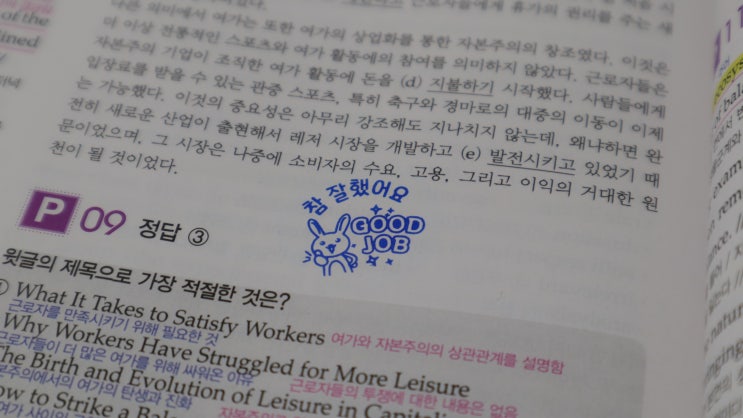 of the
ined
다른 의미에서 여가는 또한 여가의 상업화를 통한 자본주의의 창조였다. 이것은
더 이상 전통적인 스포츠와 여가 활동에의 참여를 의미하지 않았다. 근로자들은
자본주의 기업이 조직한 여가 활동에 돈을 (d) 지불하기 시작했다. 사람들에게
입장료를 받을 수 있는 관중 스포츠, 특히 축구와 경마로의 대중의 이동이 이제
는 가능했다. 이것의 중요성은 아무리 강조해도 지나치지 않는데, 왜냐하면 완
전히 새로운 산업이 출현해서 레저 시장을 개발하고 (e) 발전시키고 있었기 때
문이었으며, 그 시장은 나중에 소비자의 수요, 고용, 그리고 이익의 거대한 원
천이 될 것이었다.
참 잘했어요
GOOD
JOB
P 09 정답 ③
윗글의 제목으로 가장 적절한 것은?
① What It Takes to Satisfy Workers 여가와 자본주의의 상관관계를 설명함
근로자를 만족시키기 위해 필요한 것
Why Workers Have Struggled for More Leisure
근로자들이 더 많은 여가를 위해 싸워온 이유 근로자들의 투쟁에 대한 내용은 없음
The Birth and Evolution of Leisure in
자본주의에서의 여가의 탄생과 진화
How to Strike a